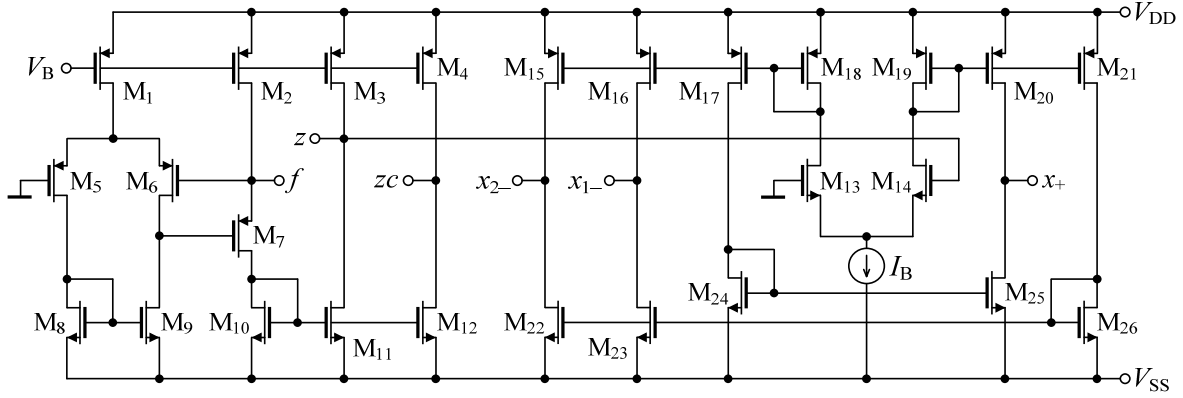 V_DD
V_B
M_1
M_2
M_3
M_4
M_15
M_16
M_17
M_18
M_19
M_20
M_21
z
M_5
M_6
f
zc
x_2–
x_1–
M_13
M_14
x_+
M_7
I_B
M_8
M_9
M_10
M_11
M_12
M_22
M_23
M_24
M_25
M_26
V_SS